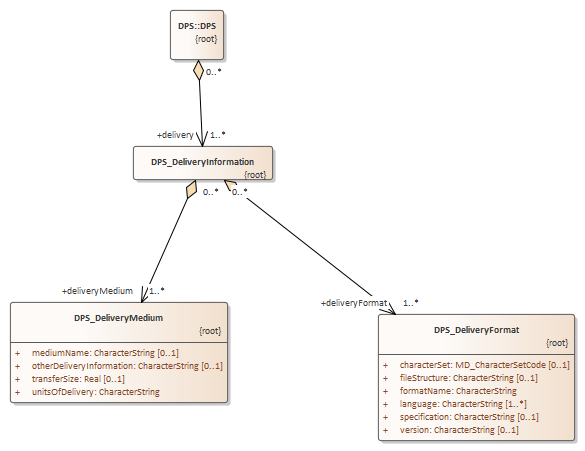 DPS::DPS
{root}
0..*
+delivery 1..*
DPS_DeliveryInformation
{root}
0..* 0..*
+deliveryMedium 1..*
+deliveryFormat 1..*
DPS_DeliveryMedium
{root}
+ mediumName: CharacterString [0..1]
+ otherDeliveryInformation: CharacterString [0..1]
+ transferSize: Real [0..1]
+ unitsOfDelivery: CharacterString
DPS_DeliveryFormat
{root}
+ characterSet: MD_CharacterSetCode [0..1]
+ fileStructure: CharacterString [0..1]
+ formatName: CharacterString
+ language: CharacterString [1..*]
+ specification: CharacterString [0..1]
+ version: CharacterString [0..1]